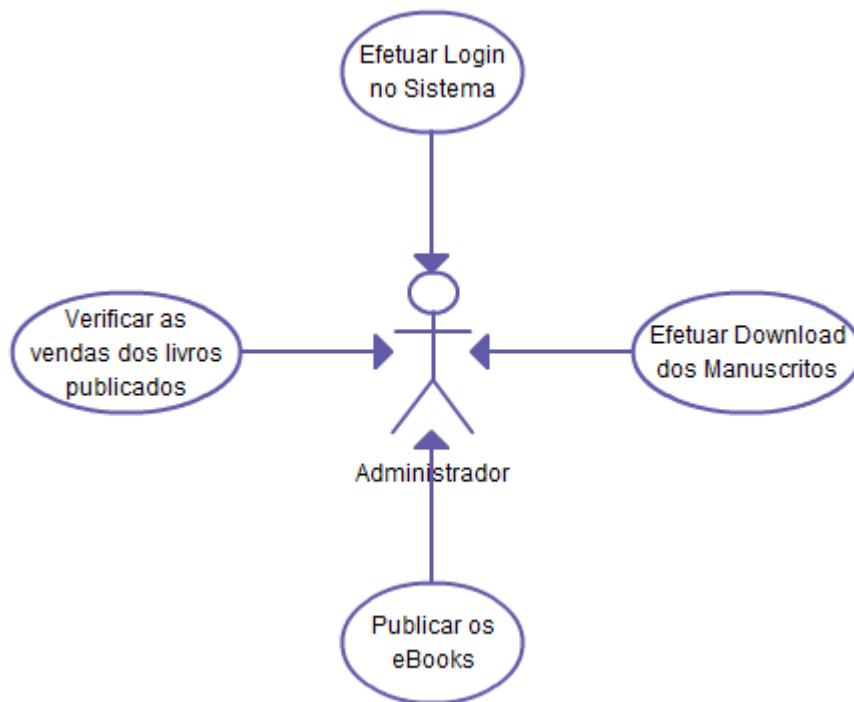 Efetuar Login
no Sistema
Verificar as
vendas dos livros
publicados
Efetuar Download
dos Manuscritos
Administrador
Publicar os
eBooks